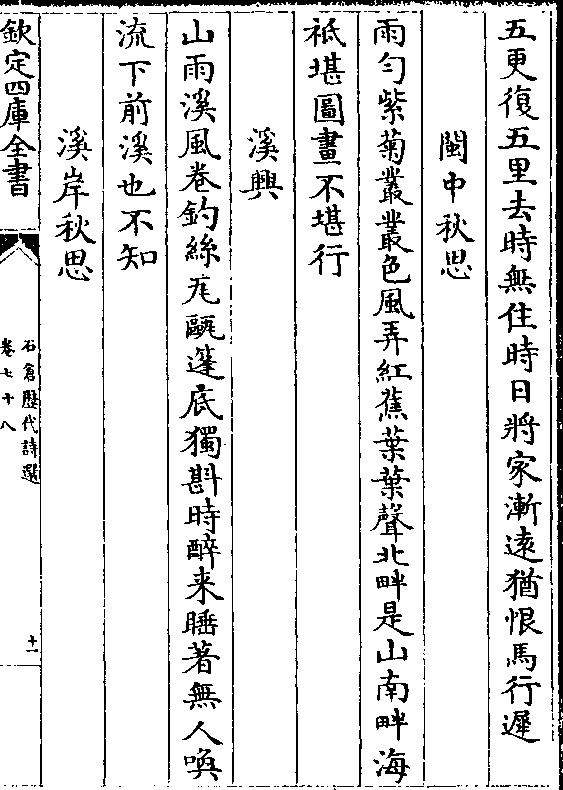 五更復五里去時無住時日將家漸遠猶恨馬行遲
閩中秋思
雨勻紫菊叢叢色風弄紅蕉葉葉聲北畔是山南畔海
祇堪圖畫不堪行
溪興
山雨溪風卷釣絲瓦甌篷底獨斟時醉来睡著無人喚
流下前溪也不知
溪岸秋思
欽定四庫全書
石倉歷代詩選
卷七十八
十一